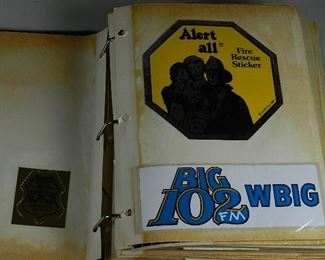 Alert
all
Fire
Rescue
Sticker
BIG
102 FM WBIG